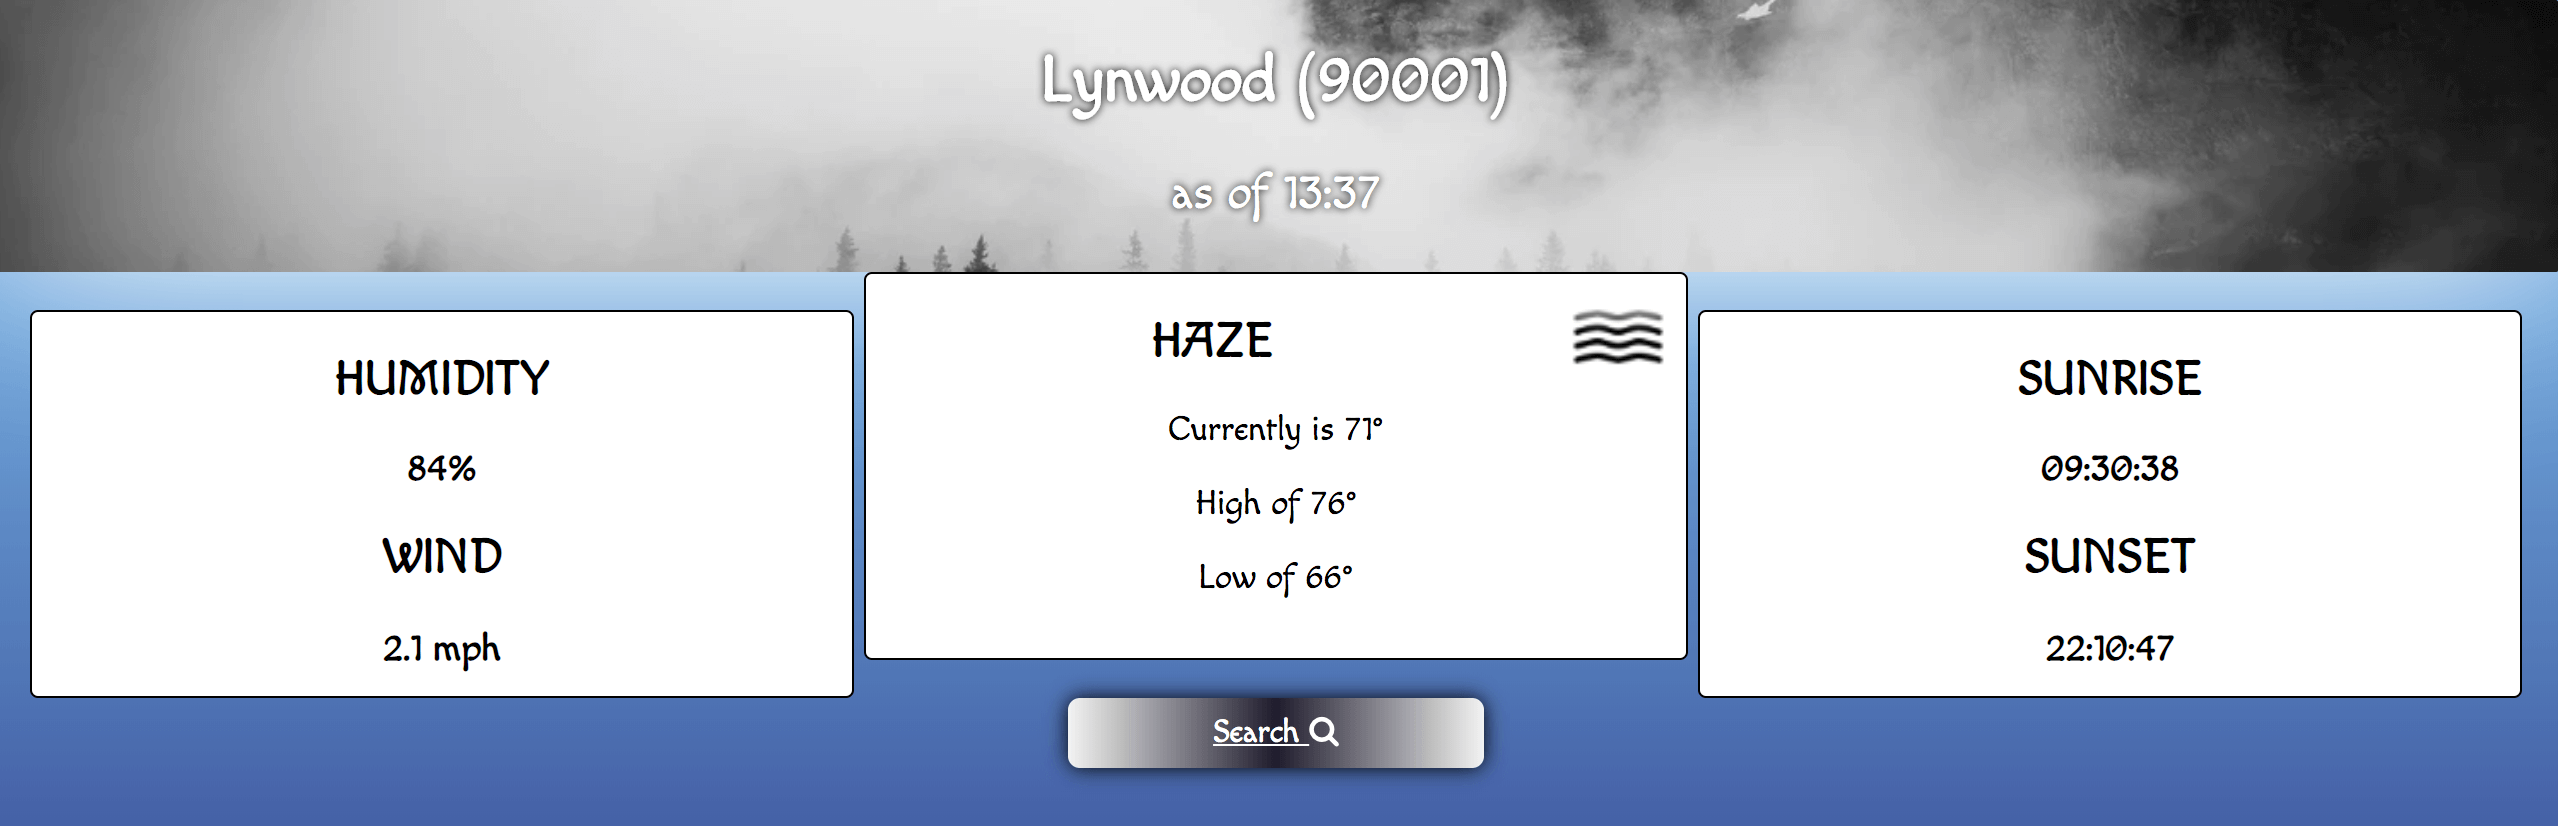 Lynwood (90001)
as of 13:37
HUMIDITY
84%
WIND
2.1 mph
HAZE
Currently is 71°
High of 76°
Low of 66°
SUNRISE
09:30:38
SUNSET
22:10:47
Search